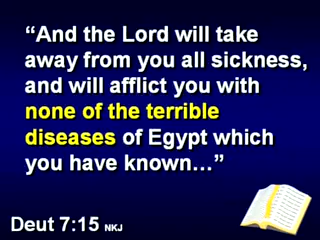 “And the Lord will take
away from you all sickness,
and will afflict you with
none of the terrible
diseases of Egypt which
you have known…”
Deut 7:15 NKJ